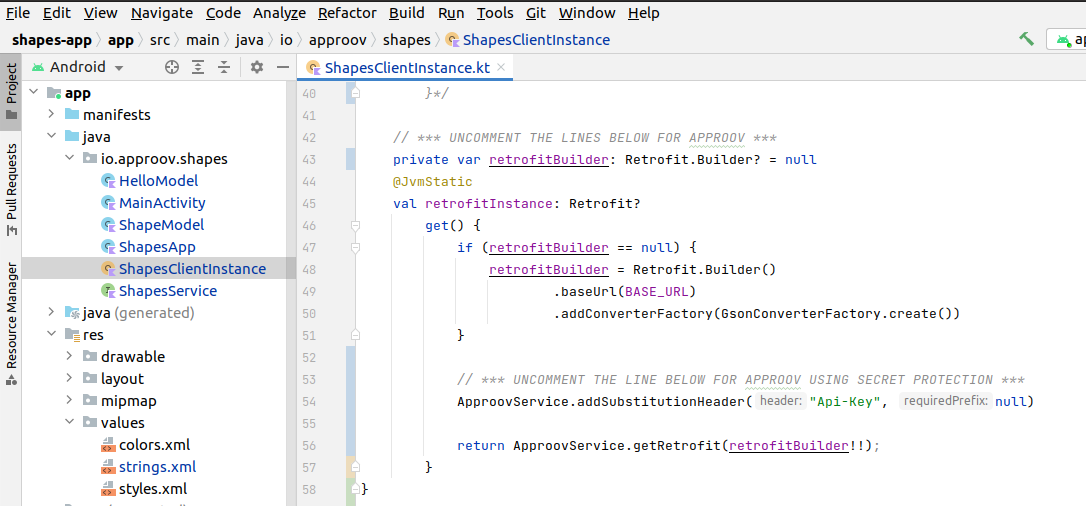 File Edit View Navigate Code Analyze Refactor Build Run Tools Git Window Help
shapes-app app src main java io approov shapes ShapesClientInstance
Project
Pull Requests
Resource Manager
Android
app
manifests
java
io.approov.shapes
HelloModel
MainActivity
ShapeModel
ShapesApp
ShapesClientInstance
ShapesService
java (generated)
res
drawable
layout
mipmap
values
colors.xml
strings.xml
styles.xml
ShapesClientInstance.kt
40 }*/
41
42 // *** UNCOMMENT THE LINES BELOW FOR APPROOV ***
43 private var retrofitBuilder: Retrofit.Builder? = null
44 @JvmStatic
45 val retrofitInstance: Retrofit?
46 get() {
47 if (retrofitBuilder == null) {
48 retrofitBuilder = Retrofit.Builder()
49 .baseUrl(BASE_URL)
50 .addConverterFactory(GsonConverterFactory.create())
51 }
52
53 // *** UNCOMMENT THE LINE BELOW FOR APPROOV USING SECRET PROTECTION ***
54 ApproovService.addSubstitutionHeader( header: "Api-Key", requiredPrefix: null)
55
56 return ApproovService.getRetrofit(retrofitBuilder!!);
57 }
58 }